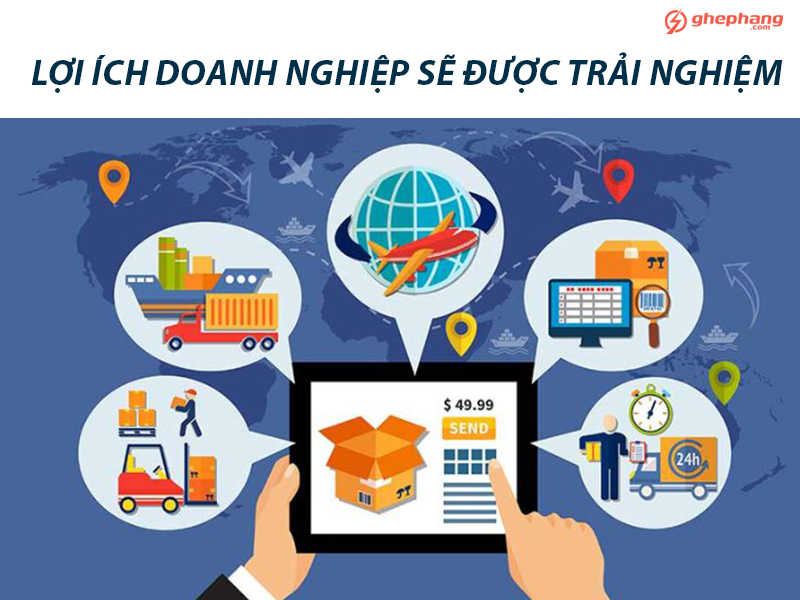 ghephang
.com
LỢI ÍCH DOANH NGHIỆP SẼ ĐƯỢC TRẢI NGHIỆM
$ 49.99
SEND
24h